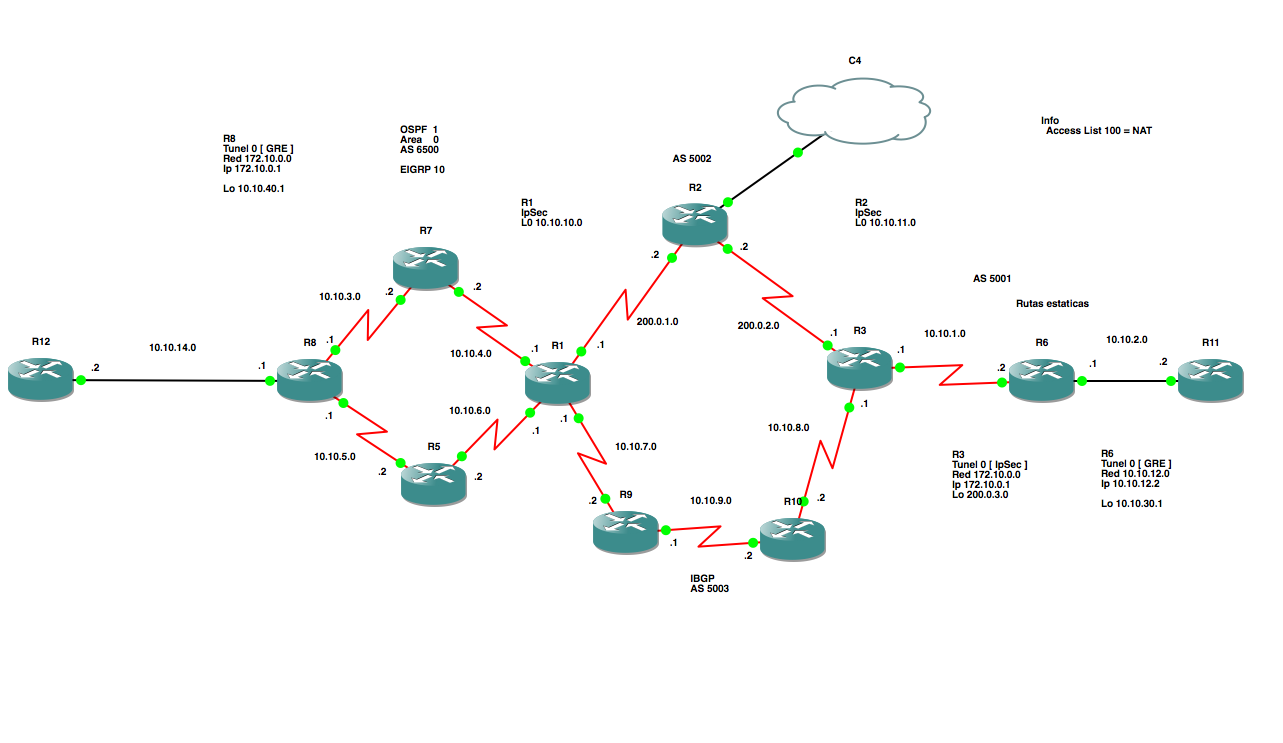 C4
Info
Access List 100 = NAT
OSPF 1
Area 0
AS 6500
EIGRP 10
R8
Tunel 0 [ GRE ]
Red 172.10.0.0
Ip 172.10.0.1
Lo 10.10.40.1
AS 5002
R2
R1
IpSec
L0 10.10.10.0
R2
IpSec
L0 10.10.11.0
R7
.2
.2
AS 5001
Rutas estaticas
10.10.3.0
.2
.2
200.0.1.0
200.0.2.0
R12
10.10.14.0
R8
.1
10.10.4.0
R1
.1
.1
.1
R3
10.10.1.0
.1
R6
10.10.2.0
R11
.2
.1
.2
.1
.2
.1
10.10.6.0
.1
.1
.1
.1
10.10.8.0
10.10.5.0
.2
R5
.2
10.10.7.0
R3
Tunel 0 [ IpSec ]
Red 172.10.0.0
Ip 172.10.0.1
Lo 200.0.3.0
R6
Tunel 0 [ GRE ]
Red 10.10.12.0
Ip 10.10.12.2
Lo 10.10.30.1
.2
R9
10.10.9.0
R10
.2
.1
.2
IBGP
AS 5003